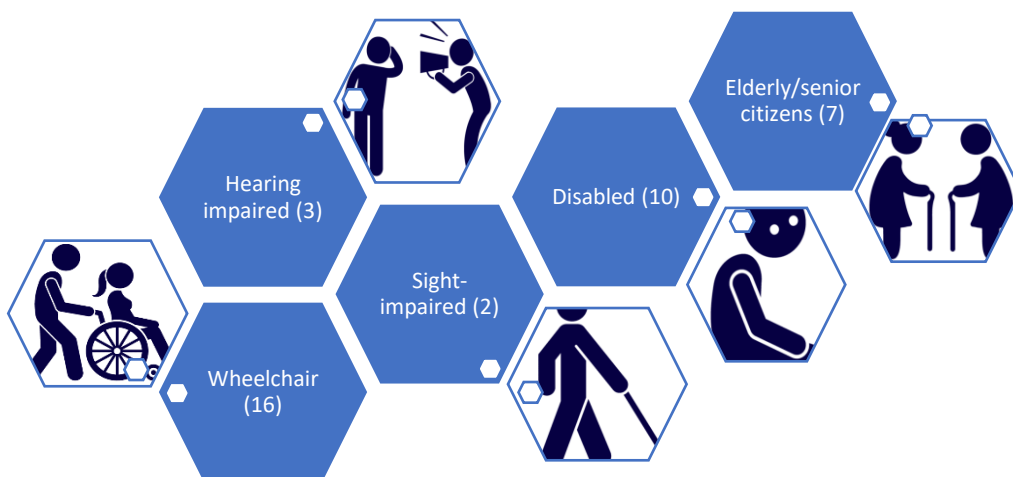 Elderly/senior
citizens (7)
Hearing
impaired (3)
Disabled (10)
Sight-
impaired (2)
Wheelchair
(16)